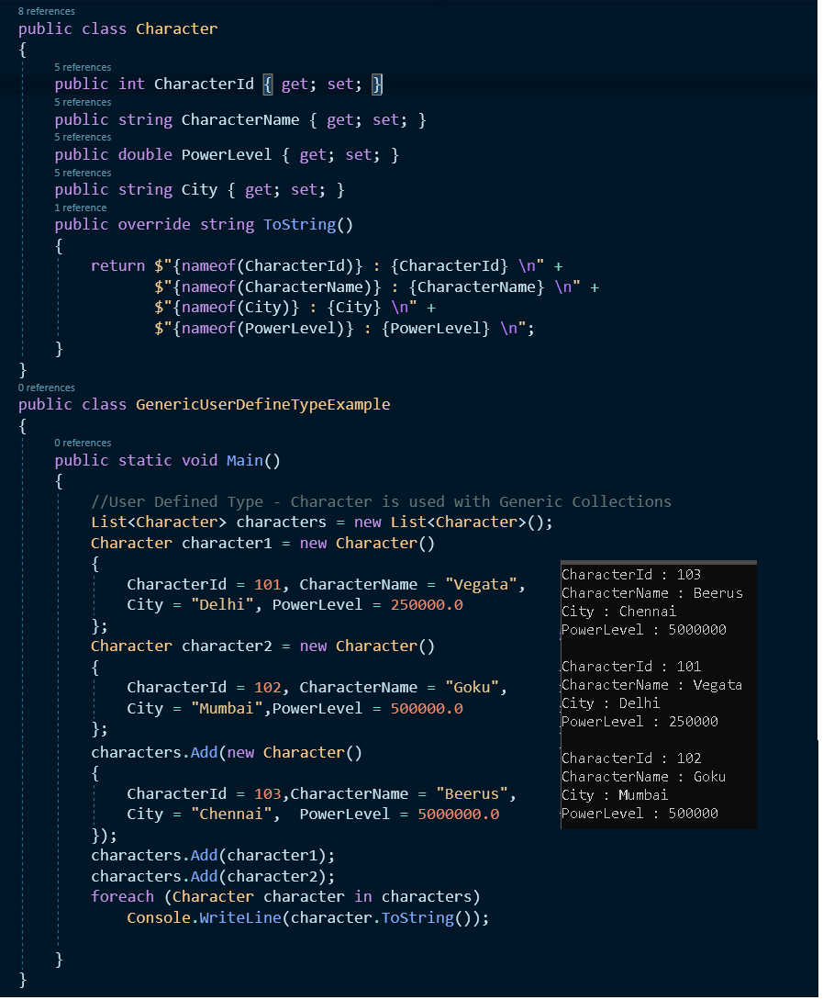 8 references
public class Character
{
5 references
public int CharacterId { get; set; }
5 references
public string CharacterName { get; set; }
5 references
public double PowerLevel { get; set; }
5 references
public string City { get; set; }
1 reference
public override string ToString()
{
return $"{nameof(CharacterId)} : {CharacterId} \n" +
$"{nameof(CharacterName)} : {CharacterName} \n" +
$"{nameof(City)} : {City} \n" +
$"{nameof(PowerLevel)} : {PowerLevel} \n";
}
}
0 references
public class GenericUserDefineTypeExample
{
0 references
public static void Main()
{
//User Defined Type - Character is used with Generic Collections
List<Character> characters = new List<Character>();
Character character1 = new Character()
{
CharacterId = 101, CharacterName = "Vegata",
City = "Delhi", PowerLevel = 250000.0
};
Character character2 = new Character()
{
CharacterId = 102, CharacterName = "Goku",
City = "Mumbai",PowerLevel = 500000.0
};
characters.Add(new Character()
{
CharacterId = 103,CharacterName = "Beerus",
City = "Chennai",  PowerLevel = 5000000.0
});
characters.Add(character1);
characters.Add(character2);
foreach (Character character in characters)
Console.WriteLine(character.ToString());
}
}
CharacterId : 103
CharacterName : Beerus
City : Chennai
PowerLevel : 5000000
CharacterId : 101
CharacterName : Vegata
City : Delhi
PowerLevel : 250000
CharacterId : 102
CharacterName : Goku
City : Mumbai
PowerLevel : 500000